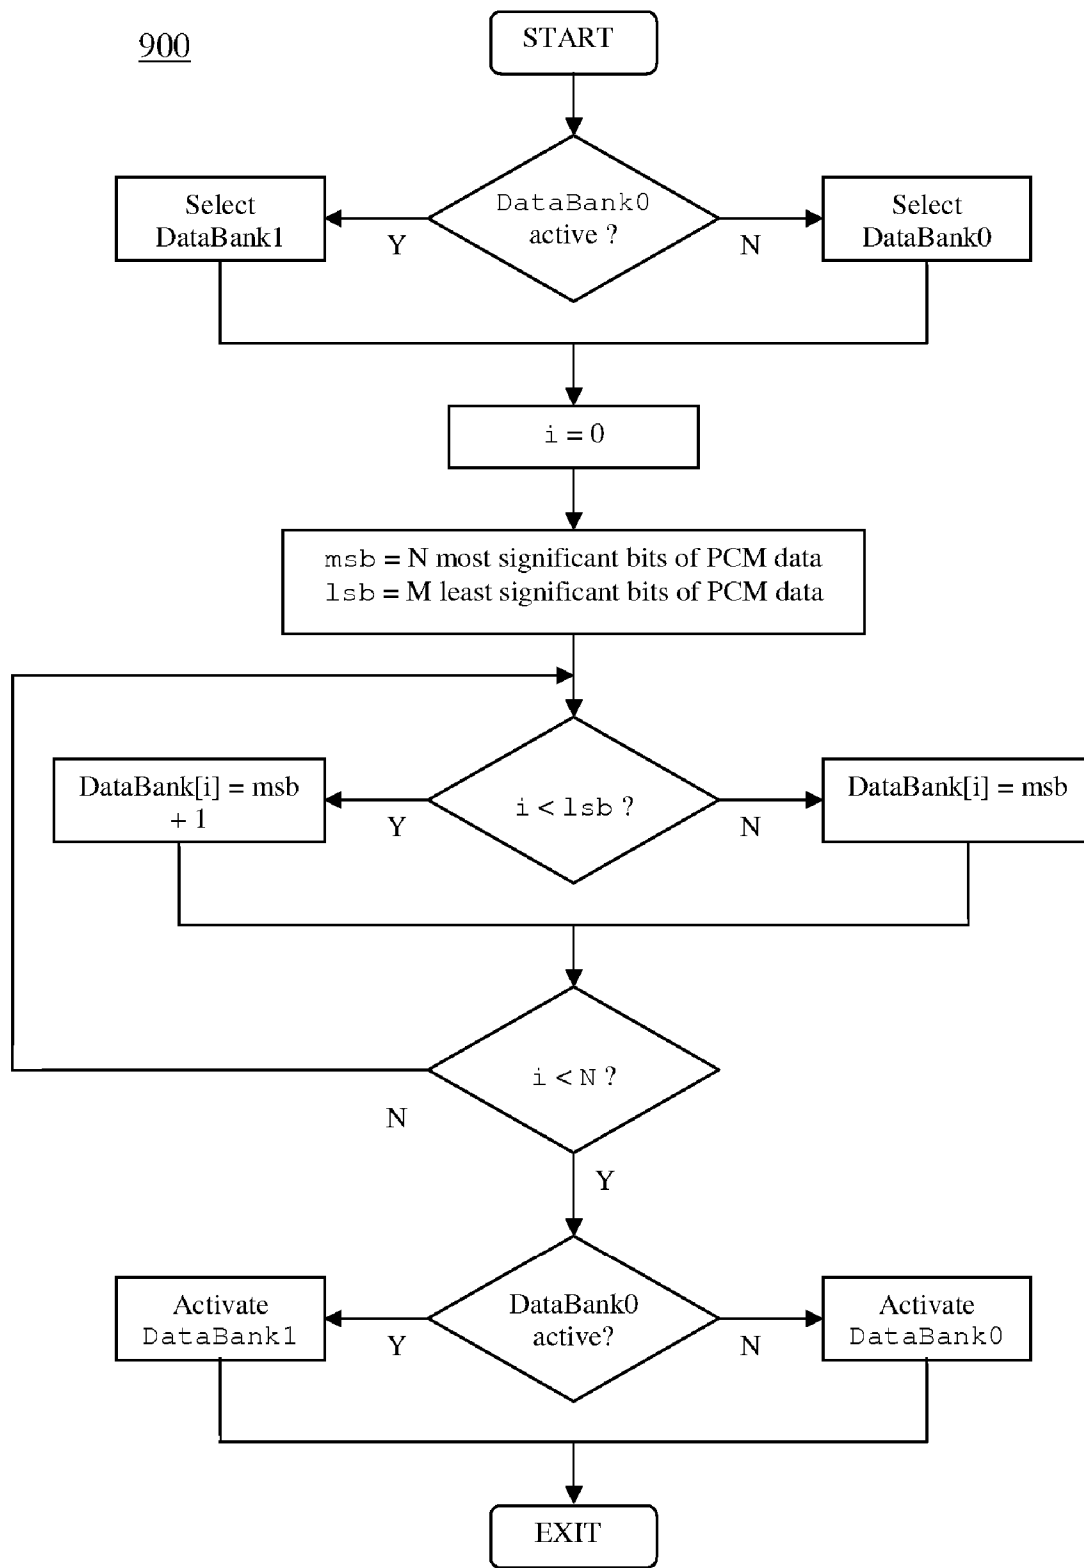 900
START
DataBank0
active ?
Select
DataBank1
Y
N
Select
DataBank0
i = 0
msb = N most significant bits of PCM data
lsb = M least significant bits of PCM data
DataBank[i] = msb
+ 1
Y
i < lsb ?
N
DataBank[i] = msb
i < N ?
N
Y
Activate
DataBank1
Y
DataBank0
active?
N
Activate
DataBank0
EXIT